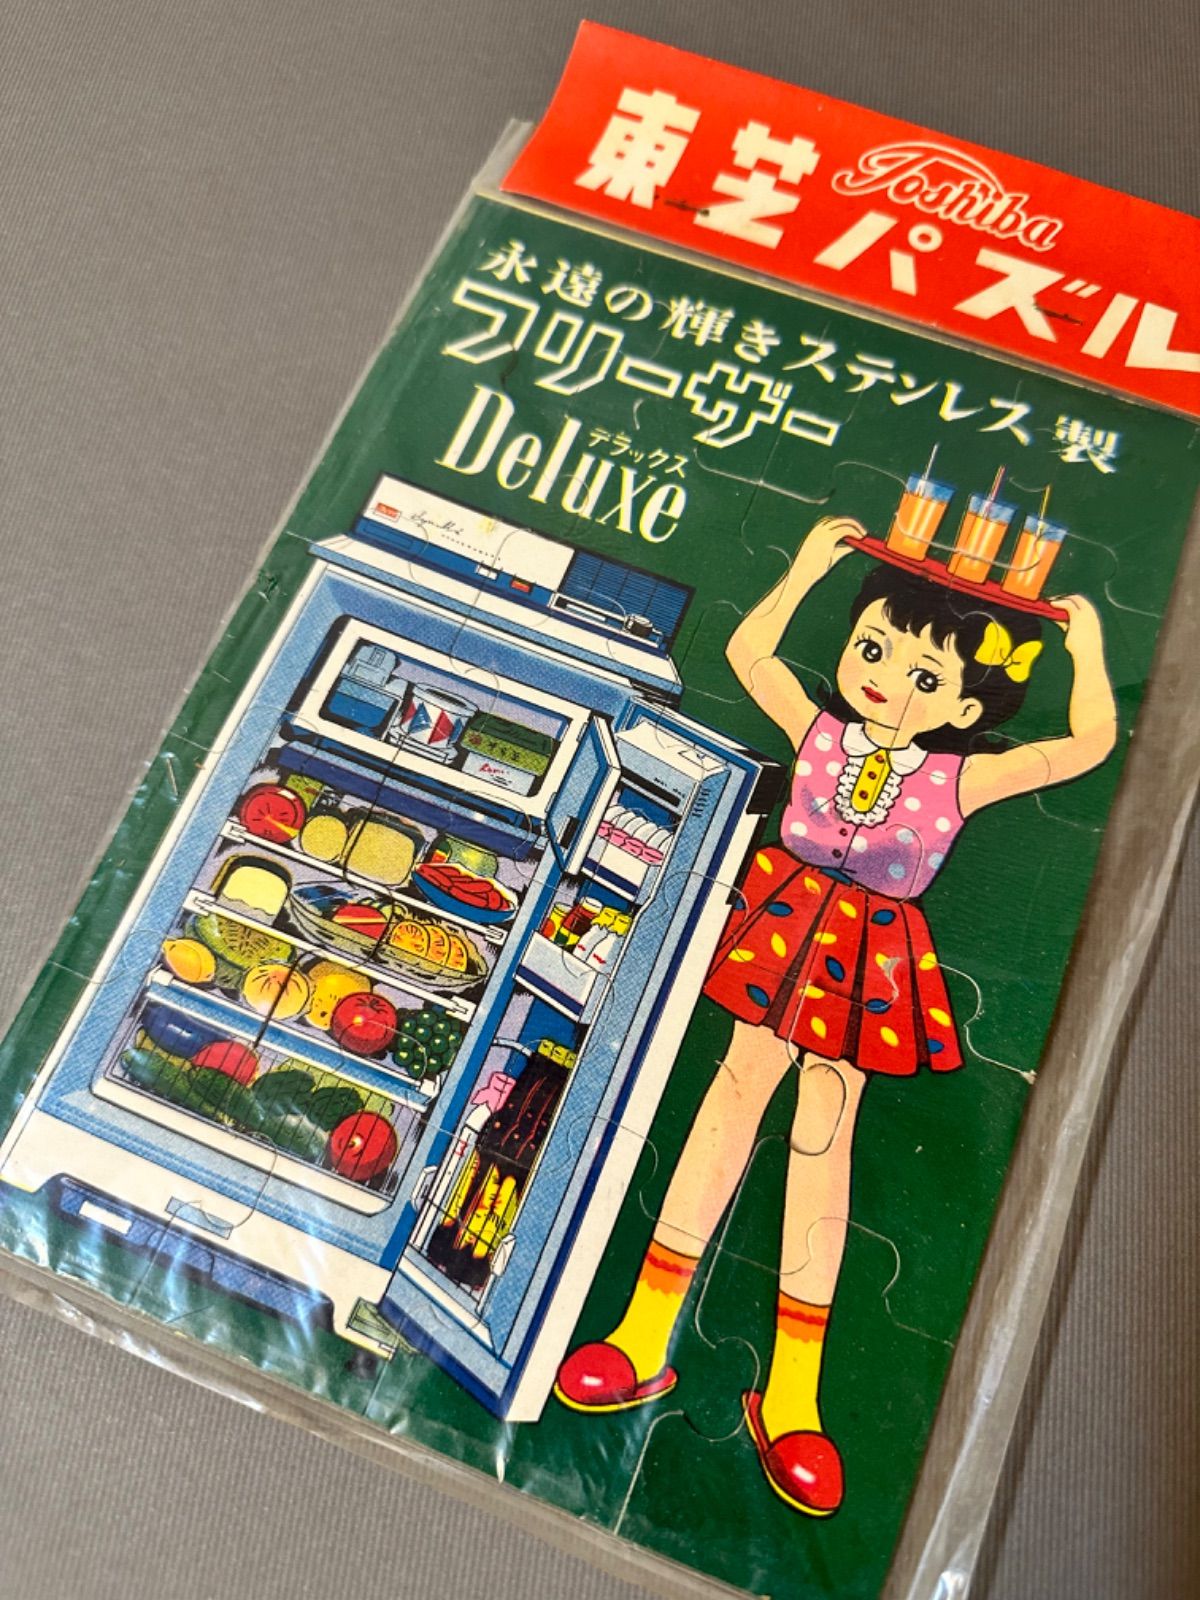 東芝パズル
Toshiba
永遠の輝きステンレス製
フリーザー
デラックス
Deluxe